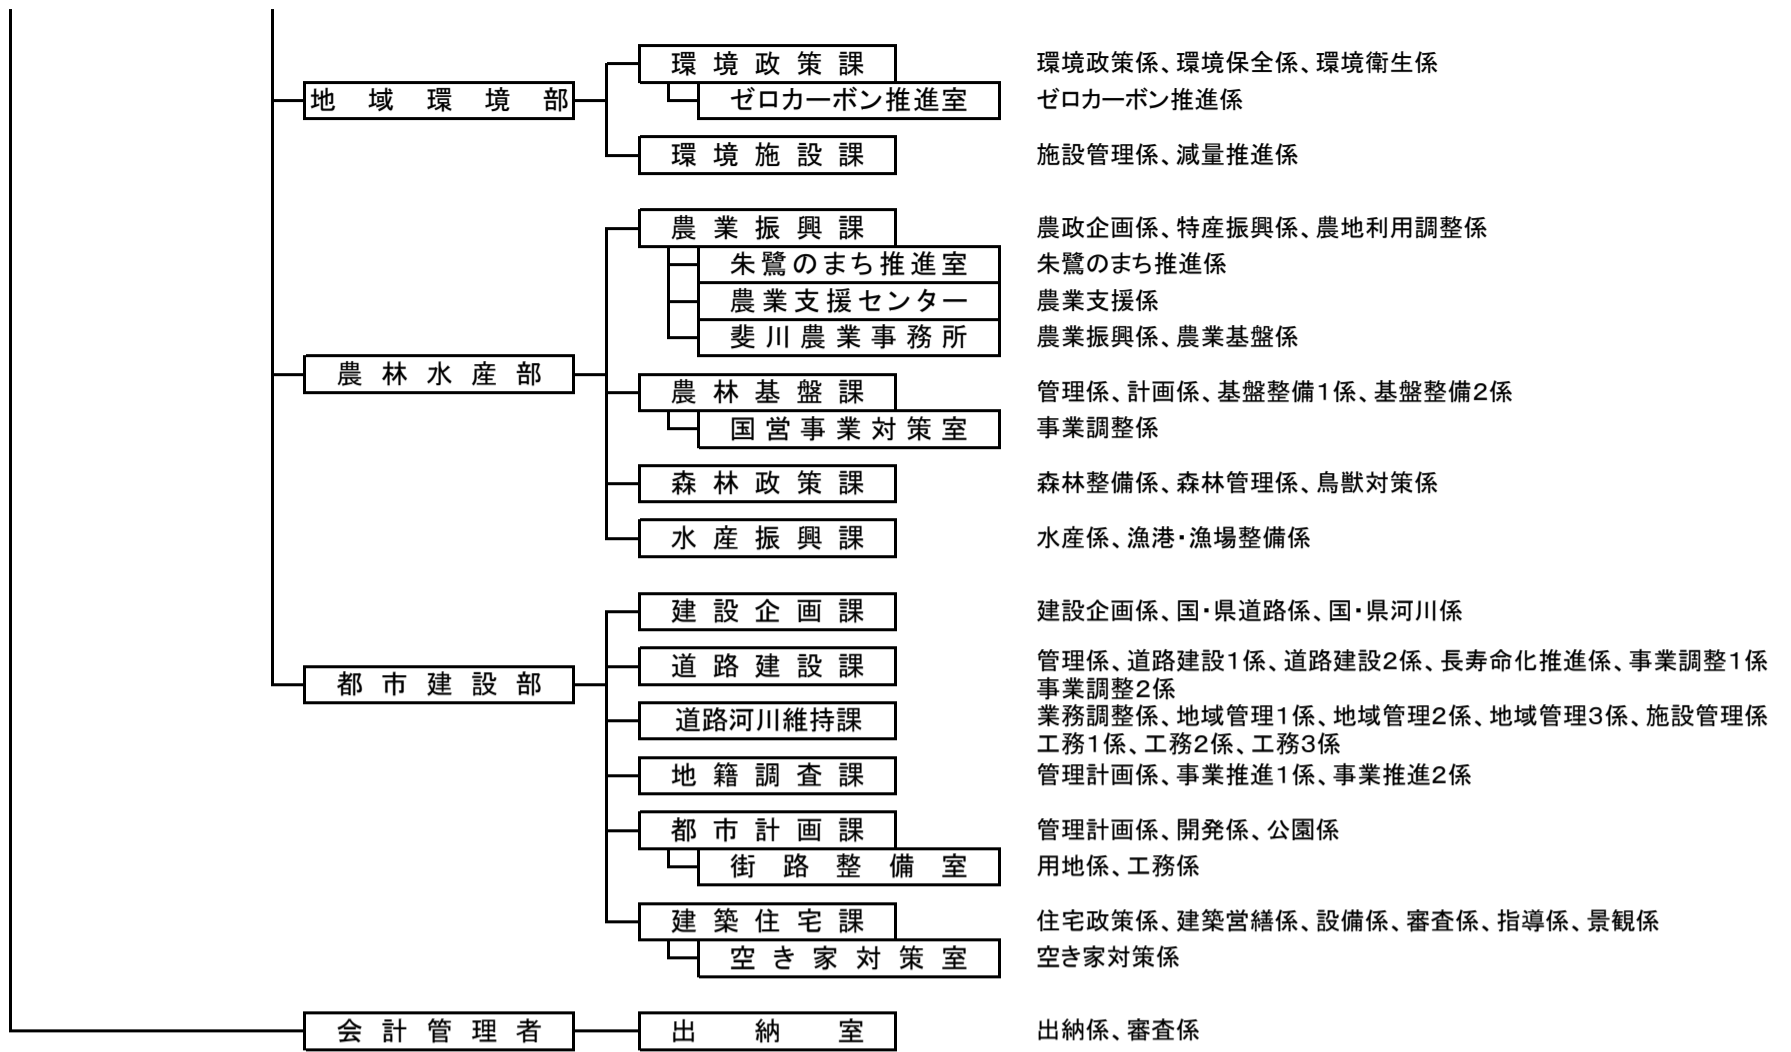 環境政策課 環境政策係、環境保全係、環境衛生係
地域環境部 ゼロカーボン推進室 ゼロカーボン推進係
環境施設課 施設管理係、減量推進係
農業振興課 農政企画係、特産振興係、農地利用調整係
朱鷺のまち推進室 朱鷺のまち推進係
農業支援センター 農業支援係
斐川農業事務所 農業振興係、農業基盤係
農林水産部
農林基盤課 管理係、計画係、基盤整備1係、基盤整備2係
国営事業対策室 事業調整係
森林政策課 森林整備係、森林管理係、鳥獣対策係
水産振興課 水産係、漁港・漁場整備係
建設企画課 建設企画係、国・県道路係、国・県河川係
道路建設課 管理係、道路建設1係、道路建設2係、長寿命化推進係、事業調整1係
都市建設部 事業調整2係
道路河川維持課 業務調整係、地域管理1係、地域管理2係、地域管理3係、施設管理係
工務1係、工務2係、工務3係
地籍調査課 管理計画係、事業推進1係、事業推進2係
都市計画課 管理計画係、開発係、公園係
街路整備室 用地係、工務係
建築住宅課 住宅政策係、建築営繕係、設備係、審査係、指導係、景観係
空き家対策室 空き家対策係
会計管理者 出納室 出納係、審査係